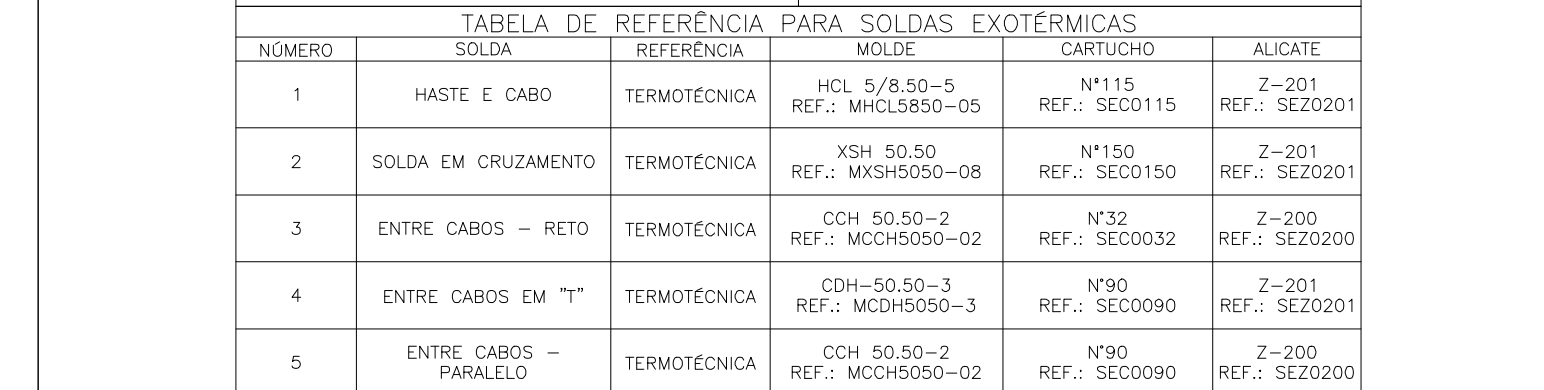 TABELA DE REFERÊNCIA PARA SOLDAS EXOTÉRMICAS
NÚMERO SOLDA REFERÊNCIA MOLDE CARTUCHO ALICATE
1 HASTE E CABO TERMOTÉCNICA HCL 5/8.50-5 N°115 Z-201
REF.: MHCL5850-05 REF.: SEC0115 REF.: SEZ0201
2 SOLDA EM CRUZAMENTO TERMOTÉCNICA XSH 50.50 N°150 Z-201
REF.: MXSH5050-08 REF.: SEC0150 REF.: SEZ0201
3 ENTRE CABOS - RETO TERMOTÉCNICA CCH 50.50-2 N°32 Z-200
REF.: MCCH5050-02 REF.: SEC0032 REF.: SEZ0200
4 ENTRE CABOS EM "T" TERMOTÉCNICA CDH-50.50-3 N°90 Z-201
REF.: MCDH5050-3 REF.: SEC0090 REF.: SEZ0201
5 ENTRE CABOS - TERMOTÉCNICA CCH 50.50-2 N°90 Z-200
PARALELO REF.: MCCH5050-02 REF.: SEC0090 REF.: SEZ0200